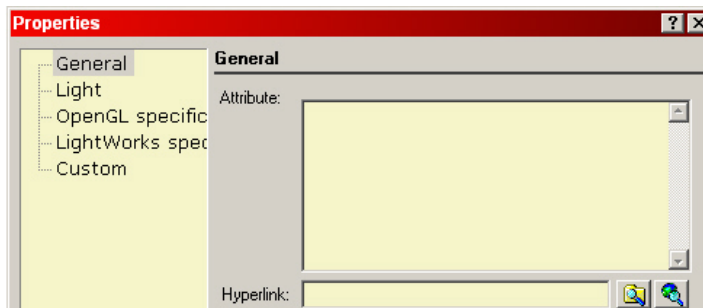 Properties
General
Light
OpenGL specific
LightWorks spec
Custom
General
Attribute:
Hyperlink: